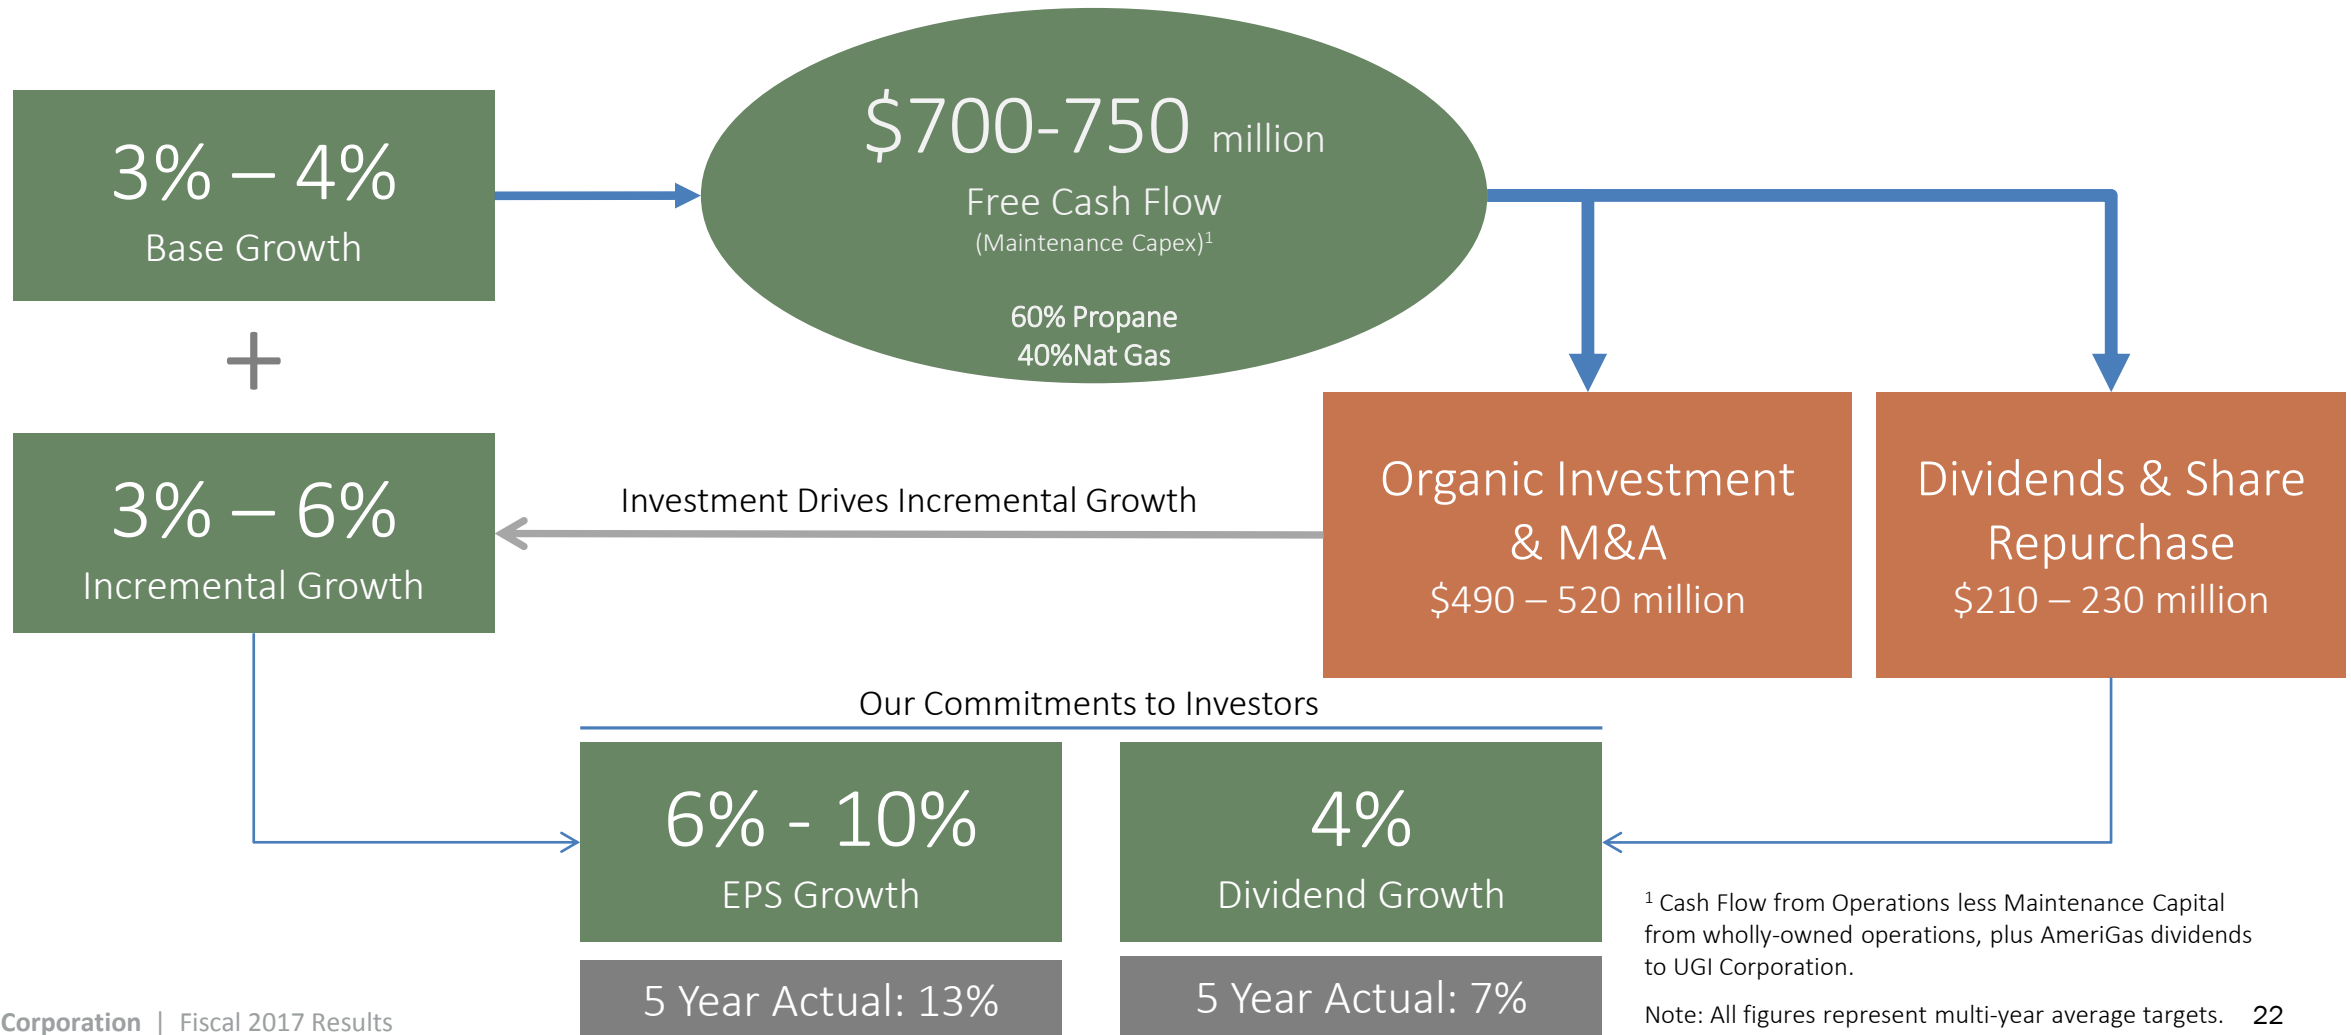 3% – 4%
Base Growth
+
3% – 6%
Incremental Growth
$700-750 million
Free Cash Flow
(Maintenance Capex)1
60% Propane
40%Nat Gas
Investment Drives Incremental Growth
Organic Investment
& M&A
$490 – 520 million
Dividends & Share
Repurchase
$210 – 230 million
Our Commitments to Investors
6% - 10%
EPS Growth
5 Year Actual: 13%
4%
Dividend Growth
5 Year Actual: 7%
1 Cash Flow from Operations less Maintenance Capital
from wholly-owned operations, plus AmeriGas dividends
to UGI Corporation.
Note: All figures represent multi-year average targets.
Corporation | Fiscal 2017 Results
22